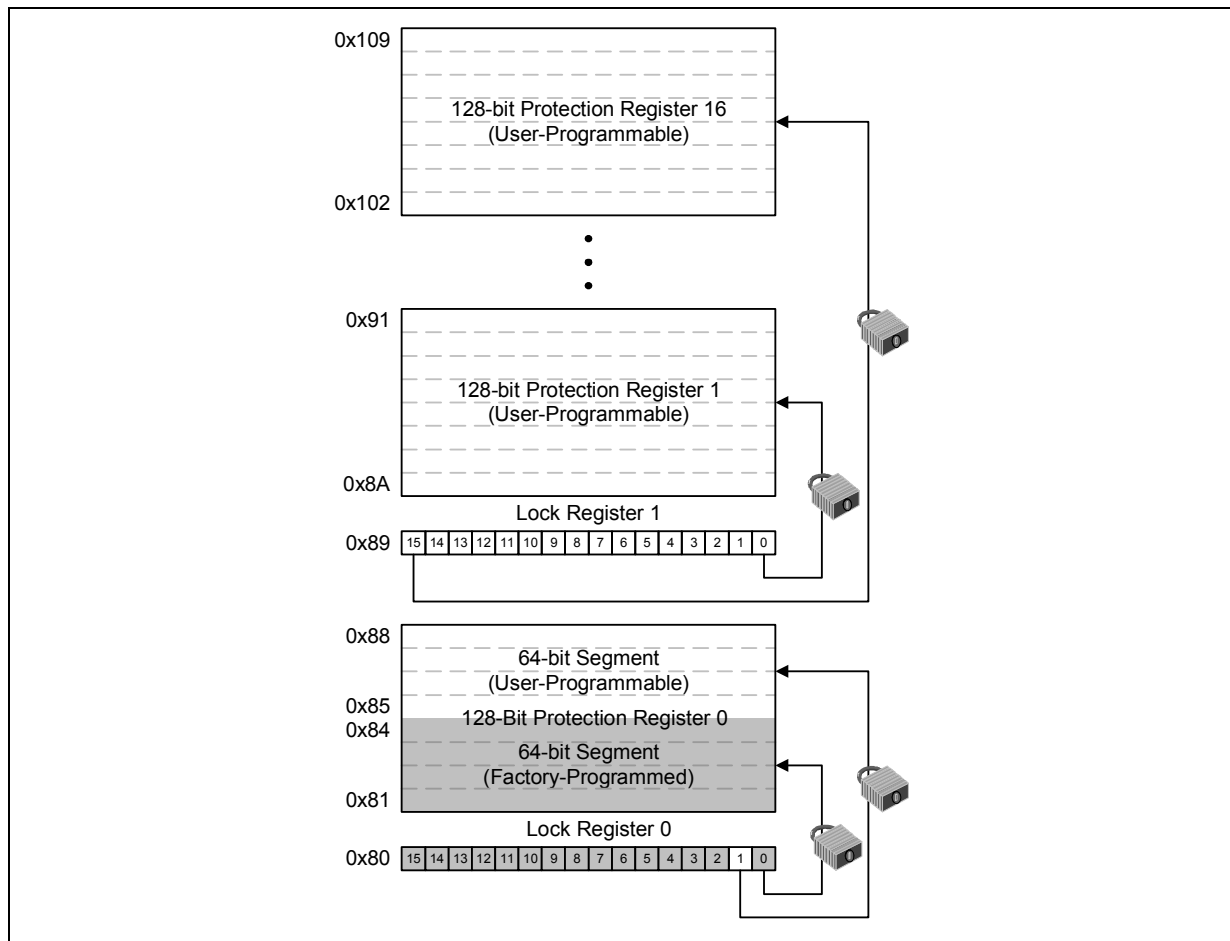 0x109
128-bit Protection Register 16
(User-Programmable)
0x102
0x91
128-bit Protection Register 1
(User-Programmable)
0x8A
Lock Register 1
0x89
15 14 13 12 11 10 9 8 7 6 5 4 3 2 1 0
0x88
64-bit Segment
(User-Programmable)
0x85
128-Bit Protection Register 0
0x84
64-bit Segment
(Factory-Programmed)
0x81
Lock Register 0
0x80
15 14 13 12 11 10 9 8 7 6 5 4 3 2 1 0